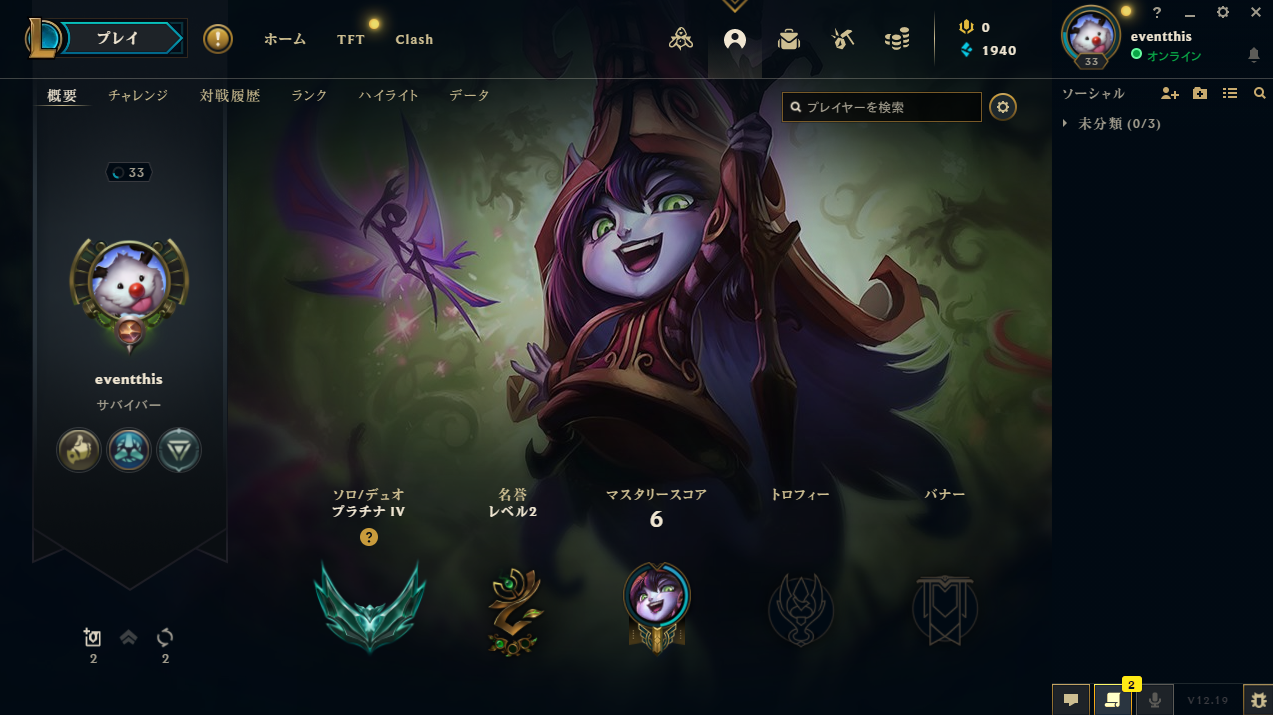 プレイ
ホーム
TFT
Clash
0
1940
33
eventthis
オンライン
概要
チャレンジ
対戦履歴
ランク
ハイライト
データ
プレイヤーを検索
ソーシャル
未分類 (0/3)
33
eventthis
サバイバー
ソロ/デュオ
プラチナ IV
名誉
レベル2
マスタリースコア
6
トロフィー
バナー
2
2
2
V12.19